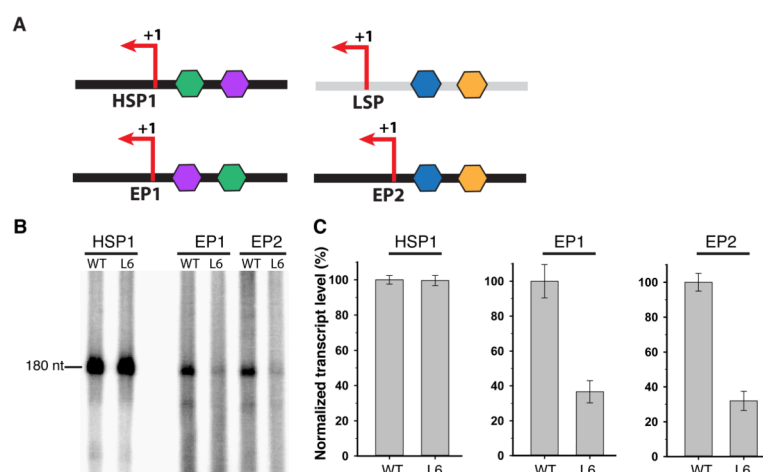 A
+1
+1
HSP1
LSP
+1
+1
EP1
EP2
B
HSP1
EP1
EP2
WT L6
WT L6
WT L6
180 nt
C
HSP1
EP1
EP2
Normalized transcript level (%)
100
80
60
40
20
0
WT L6
100
80
60
40
20
0
WT L6
100
80
60
40
20
0
WT L6